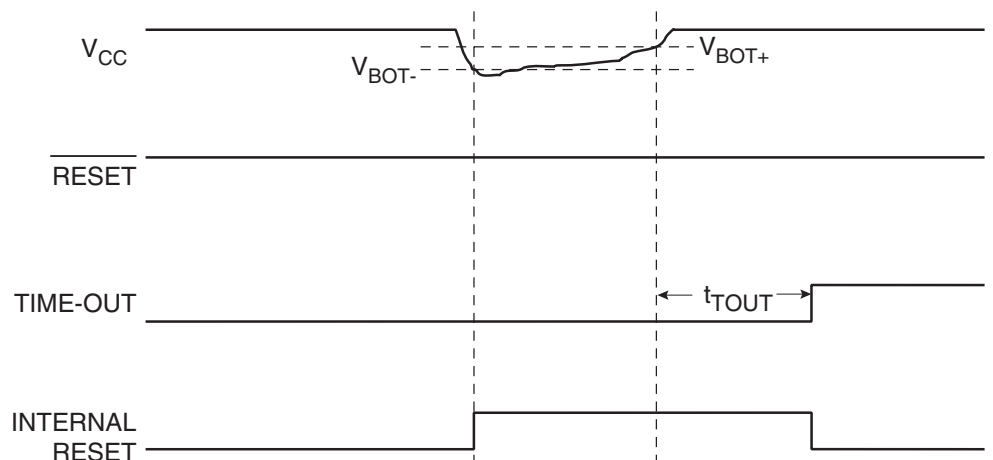 VCC
VBOT-
VBOT+
RESET
TIME-OUT
tTOUT
INTERNAL
RESET